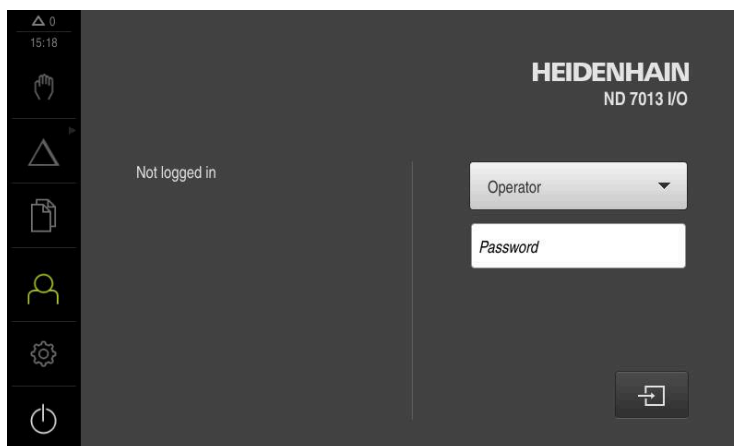 0
15:18
HEIDENHAIN
ND 7013 I/O
Not logged in
Operator
Password